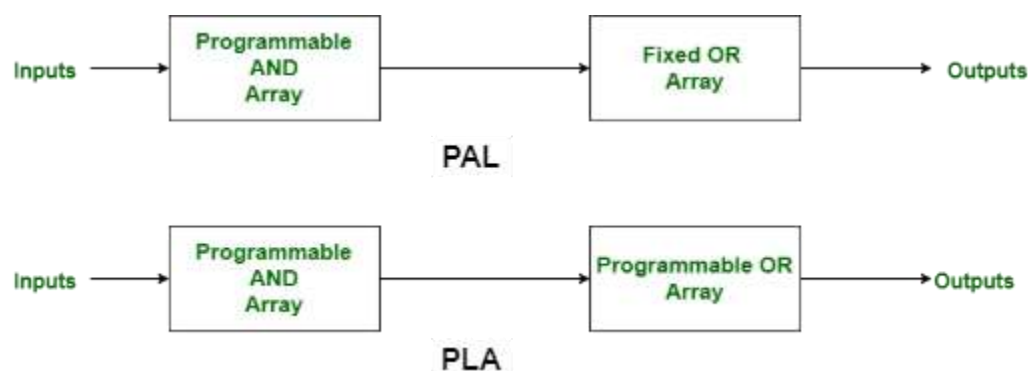 Inputs
Programmable
AND
Array
Fixed OR
Array
Outputs
PAL
Inputs
Programmable
AND
Array
Programmable OR
Array
Outputs
PLA